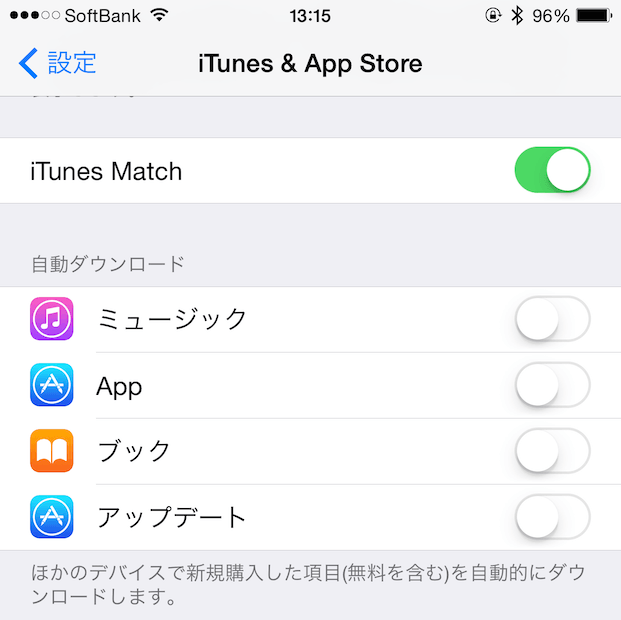 SoftBank 13:15 96%
設定 iTunes & App Store
iTunes Match
自動ダウンロード
ミュージック
App
ブック
アップデート
ほかのデバイスで新規購入した項目(無料を含む)を自動的にダウ
ンロードします。